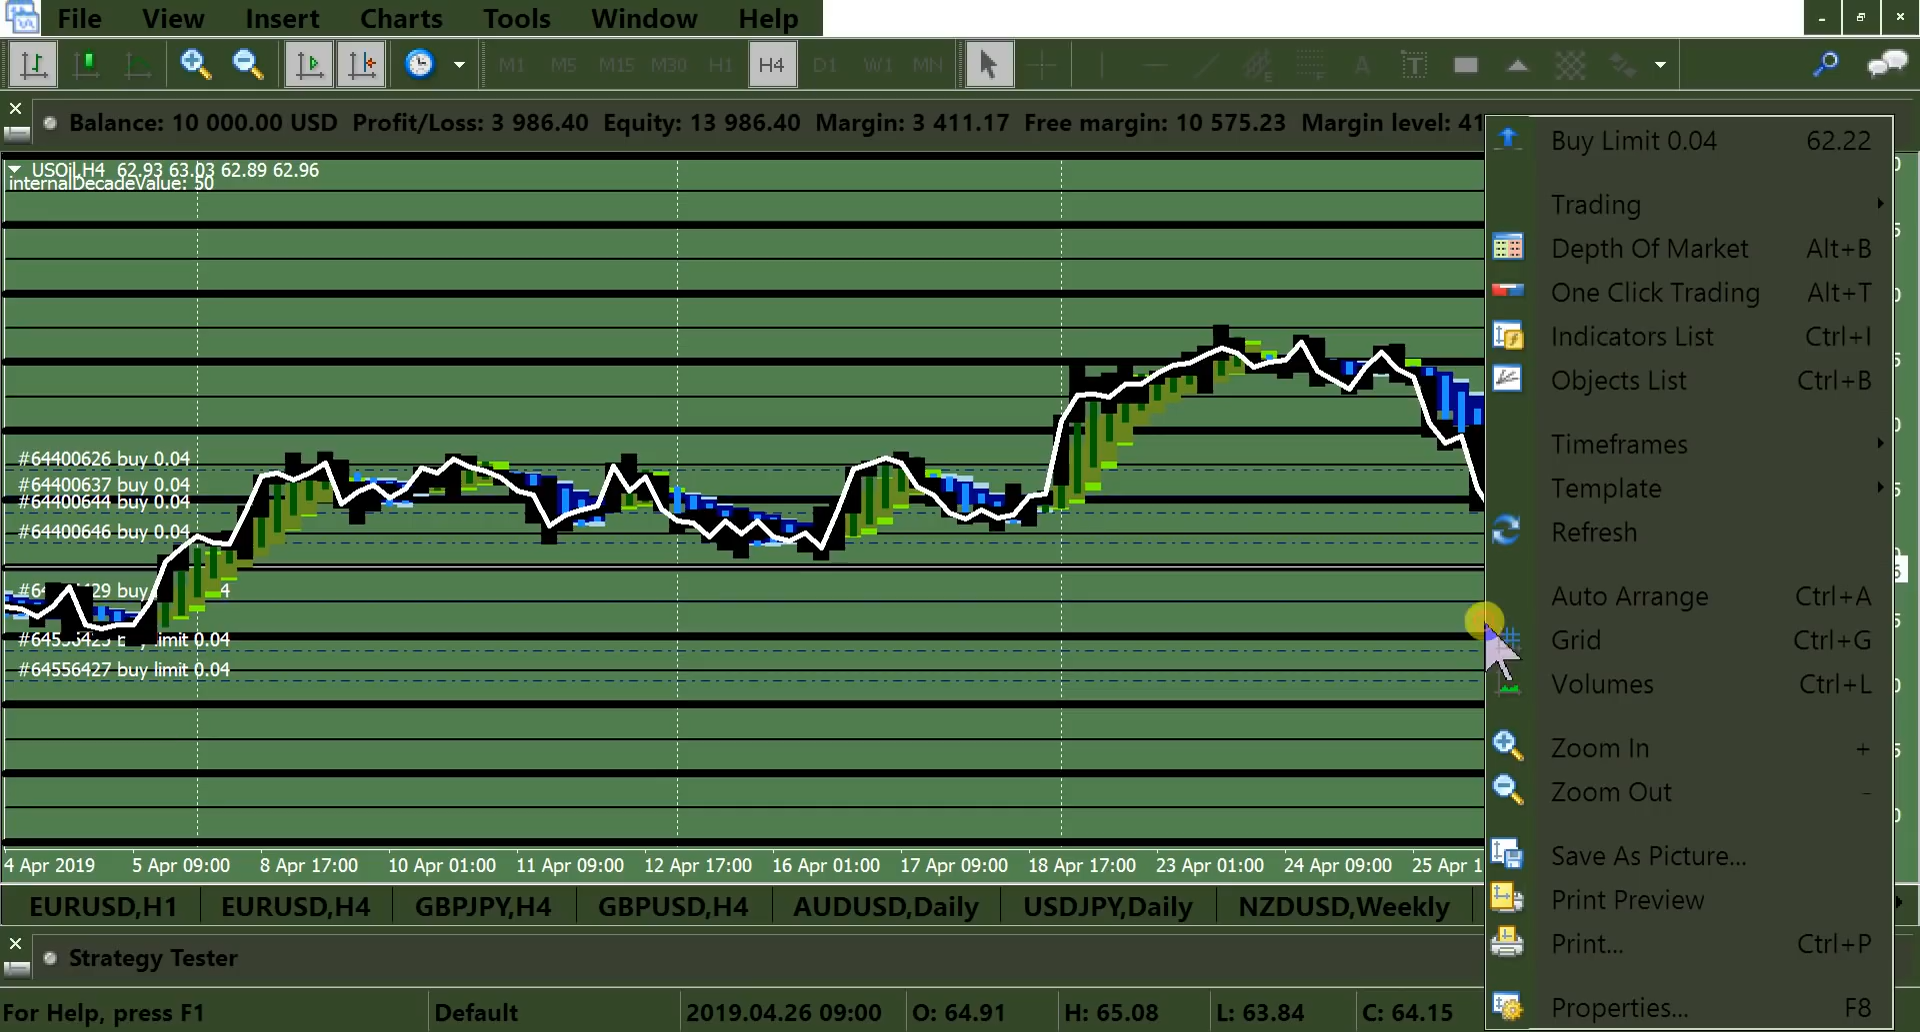 File View Insert Charts Tools Window Help
M1 M5 M15 M30 H1 H4 D1 W1 MN
Balance: 10 000.00 USD Profit/Loss: 3 986.40 Equity: 13 986.40 Margin: 3 411.17 Free margin: 10 575.23 Margin level: 41
USOil,H4 62.93 63.03 62.89 62.96
internalDecadeValue: 50
#64400626 buy 0.04
#64400637 buy 0.04
#64400644 buy 0.04
#64400646 buy 0.04
buy
limit 0.04
#64556427 buy limit 0.04
4 Apr 2019 5 Apr 09:00 8 Apr 17:00 10 Apr 01:00 11 Apr 09:00 12 Apr 17:00 16 Apr 01:00 17 Apr 09:00 18 Apr 17:00 23 Apr 01:00 24 Apr 09:00 25 Apr 1
EURUSD,H1 EURUSD,H4 GBPJPY,H4 GBPUSD,H4 AUDUSD,Daily USDJPY,Daily NZDUSD,Weekly
Strategy Tester
For Help, press F1 Default 2019.04.26 09:00 O: 64.91 H: 65.08 L: 63.84 C: 64.15
Buy Limit 0.04 62.22
Trading
Depth Of Market Alt+B
One Click Trading Alt+T
Indicators List Ctrl+I
Objects List Ctrl+B
Timeframes
Template
Refresh
Auto Arrange Ctrl+A
Grid Ctrl+G
Volumes Ctrl+L
Zoom In +
Zoom Out -
Save As Picture...
Print Preview
Print... Ctrl+P
Properties... F8